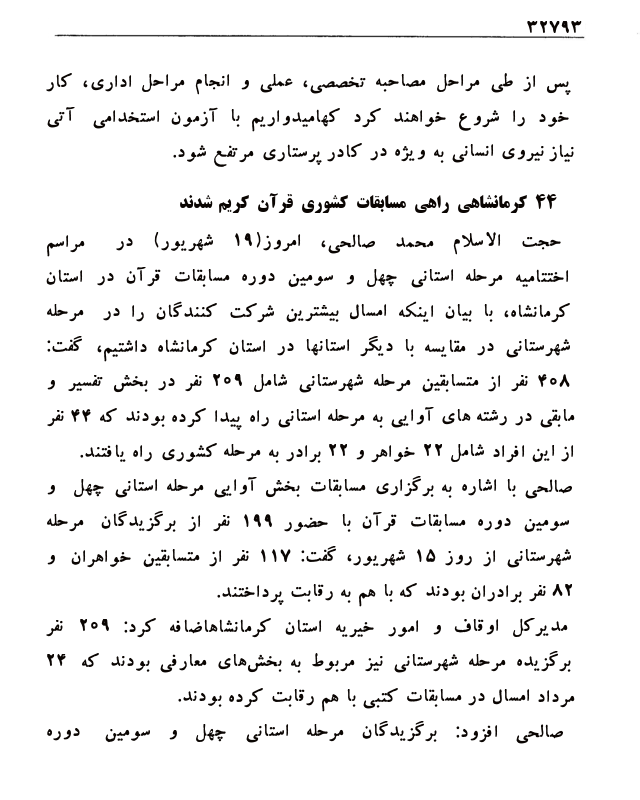 ۳۲۷۹۳
پس از طی مراحل مصاحبه تخصصی، عملی و انجام مراحل اداری، کار
خود را شروع خواهند کرد کهامیدواریم با آزمون استخدامی آتی
نیاز نیروی انسانی به ویژه در کادر پرستاری مرتفع شود.
۴۴ کرمانشاهی راهی مسابقات کشوری قرآن کریم شدند
حجت الاسلام محمد صالحی، امروز(۱۹ شهریور) در مراسم
اختتامیه مرحله استانی چهل و سومین دوره مسابقات قرآن در استان
کرمانشاه، با بیان اینکه امسال بیشترین شرکت کنندگان را در مرحله
شهرستانی در مقایسه با دیگر استانها در استان کرمانشاه داشتیم، گفت:
۴۰۸ نفر از متسابقین مرحله شهرستانی شامل ۲۰۹ نفر در بخش تفسیر و
مابقی در رشته های آوایی به مرحله استانی راه پیدا کرده بودند که ۴۴ نفر
از این افراد شامل ۲۲ خواهر و ۲۲ برادر به مرحله کشوری راه یافتند.
صالحی با اشاره به برگزاری مسابقات بخش آوایی مرحله استانی چهل و
سومین دوره مسابقات قرآن با حضور ۱۹۹ نفر از برگزیدگان مرحله
شهرستانی از روز ۱۵ شهریور، گفت: ۱۱۷ نفر از متسابقین خواهران و
۸۲ نفر برادران بودند که با هم به رقابت پرداختند.
مدیرکل اوقاف و امور خیریه استان کرمانشاهاضافه کرد: ۲۰۹ نفر
برگزیده مرحله شهرستانی نیز مربوط به بخش‌های معارفی بودند که ۲۴
مرداد امسال در مسابقات کتبی با هم رقابت کرده بودند.
صالحی افزود: برگزیدگان مرحله استانی چهل و سومین دوره